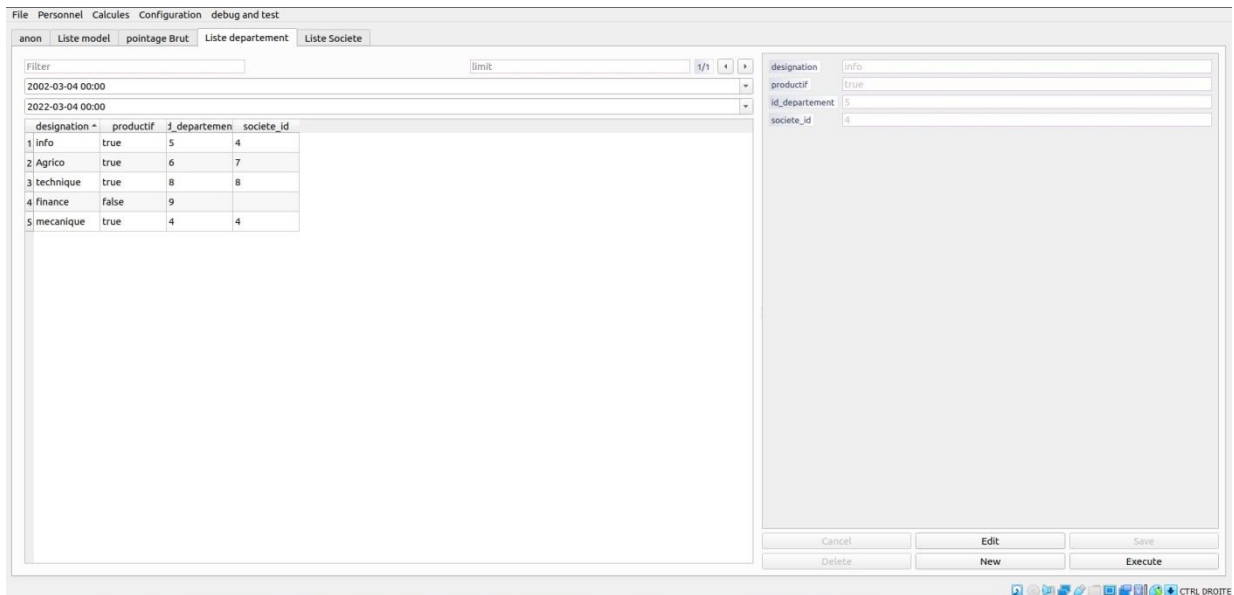 File Personnel Calcules Configuration debug and test
anon Liste model pointage Brut Liste departement Liste Societe
Filter limit 1/1
2002-03-04 00:00
2022-03-04 00:00
designation productif d_departemen societe_id
1 info true 5 4
2 Agrico true 6 7
3 technique true 8 8
4 finance false 9
5 mecanique true 4 4
designation info
productif true
id_departement 5
societe_id 4
Cancel Edit Save
Delete New Execute
CTRL DROITE